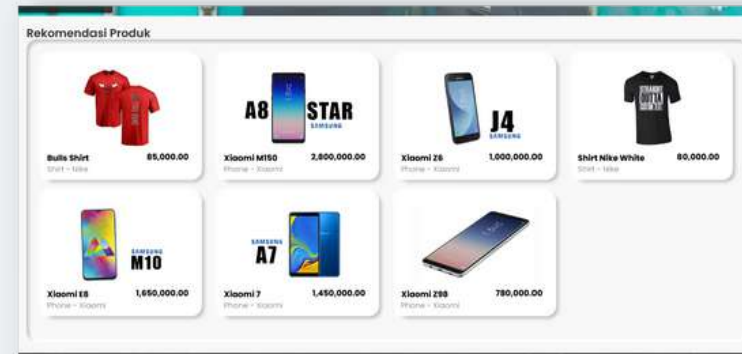 Rekomendasi Produk
A8 STAR
SAMSUNG
J4
STRAIGHT
OUTTA
Bulls Shirt 85,000.00
Shirt - Nike
Xiaomi M150 2,800,000.00
Phone - Xiaomi
Xiaomi Z6 1,000,000.00
Phone - Xiaomi
Shirt Nike White 80,000.00
Shirt - Nike
SAMSUNG
M10
SAMSUNG
A7
Xiaomi E8 1,650,000.00
Phone - Xiaomi
Xiaomi 7 1,450,000.00
Phone - Xiaomi
Xiaomi Z98 780,000.00
Phone - Xiaomi